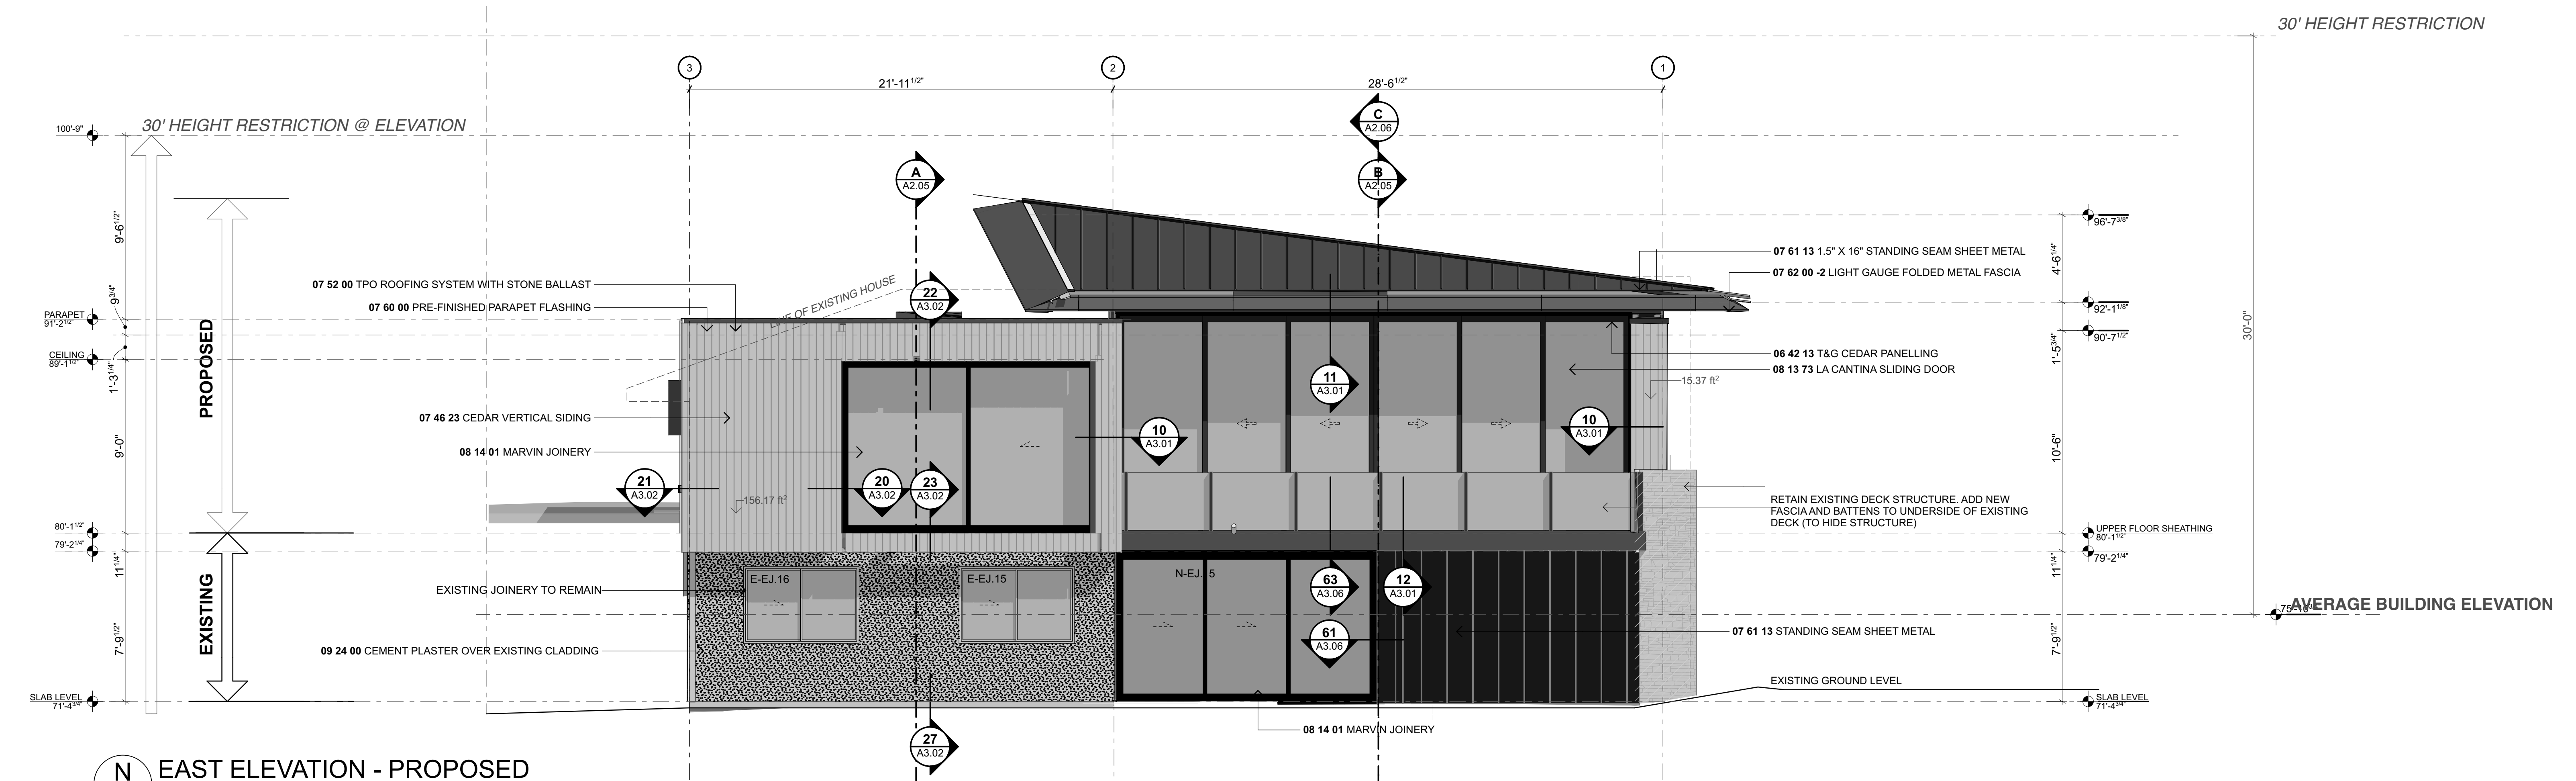 30' HEIGHT RESTRICTION
3
2
1
21'-11 1/2"
28'-6 1/2"
C
A2.06
100'-9"
30' HEIGHT RESTRICTION @ ELEVATION
A
A2.05
B
A2.05
9'-6 1/2"
96'-7 3/8"
07 61 13 1.5" X 16" STANDING SEAM SHEET METAL
4'-6 1/4"
07 62 00 -2 LIGHT GAUGE FOLDED METAL FASCIA
07 52 00 TPO ROOFING SYSTEM WITH STONE BALLAST
LINE OF EXISTING HOUSE
22
A3.02
9 3/4"
07 60 00 PRE-FINISHED PARAPET FLASHING
92'-1 1/8"
PARAPET
91'-2 1/2"
30'-0"
90'-7 1/2"
1'-5 3/4"
CEILING
89'-1 1/2"
06 42 13 T&G CEDAR PANELLING
08 13 73 LA CANTINA SLIDING DOOR
1'-3 1/4"
PROPOSED
11
A3.01
15.37 ft²
07 46 23 CEDAR VERTICAL SIDING
10
A3.01
10
A3.01
9'-0"
10'-6"
08 14 01 MARVIN JOINERY
21
A3.02
20
A3.02
23
A3.02
156.17 ft²
RETAIN EXISTING DECK STRUCTURE. ADD NEW
FASCIA AND BATTENS TO UNDERSIDE OF EXISTING
DECK (TO HIDE STRUCTURE)
80'-1 1/2"
UPPER FLOOR SHEATHING
80'-1 1/2"
79'-2 1/4"
79'-2 1/4"
11 1/4"
11 1/4"
E-EJ.16
E-EJ.15
63
A3.06
12
A3.01
EXISTING JOINERY TO REMAIN
EXISTING
AVERAGE BUILDING ELEVATION
61
A3.06
07 61 13 STANDING SEAM SHEET METAL
7'-9 1/2"
7'-9 1/2"
09 24 00 CEMENT PLASTER OVER EXISTING CLADDING
EXISTING GROUND LEVEL
SLAB LEVEL
71'-4 3/4"
SLAB LEVEL
71'-4 3/4"
08 14 01 MARVIN JOINERY
27
A3.02
N
EAST ELEVATION - PROPOSED